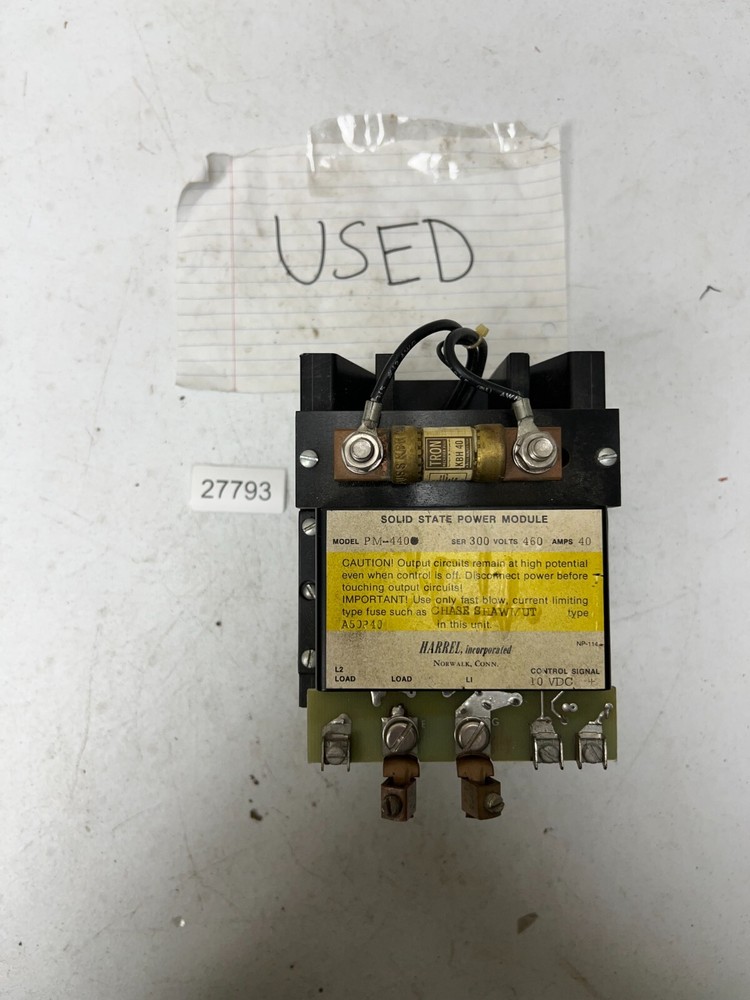 USED
27793
TRON
KBH 40
SOLID STATE POWER MODULE
MODEL PM-440 SER 300 VOLTS 460 AMPS 40
CAUTION! Output circuits remain at high potential
even when control is off. Disconnect power before
touching output circuits!
IMPORTANT! Use only fast blow, current limiting
type fuse such as CHASE SHAWMUT type
A50P40 in this unit.
HARREL, incorporated
NORWALK, CONN.
NP-114
L2
LOAD LOAD L1
CONTROL SIGNAL
10 VDC +